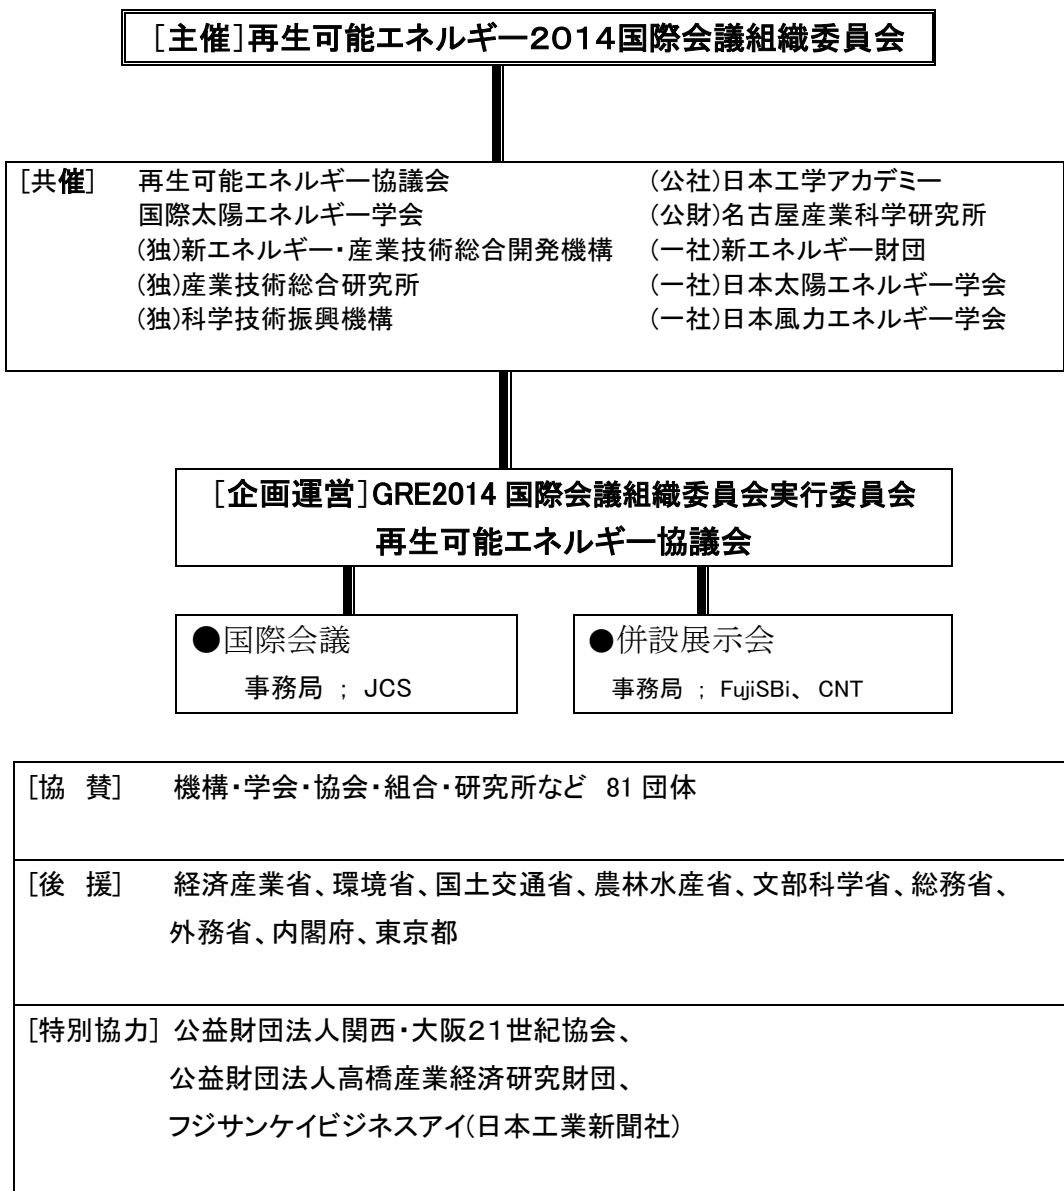 [主催]再生可能エネルギー2014国際会議組織委員会
[共催] 再生可能エネルギー協議会 (公社)日本工学アカデミー
国際太陽エネルギー学会 (公財)名古屋産業科学研究所
(独)新エネルギー・産業技術総合開発機構 (一社)新エネルギー財団
(独)産業技術総合研究所 (一社)日本太陽エネルギー学会
(独)科学技術振興機構 (一社)日本風力エネルギー学会
[企画運営]GRE2014 国際会議組織委員会実行委員会
再生可能エネルギー協議会
●国際会議
事務局 ; JCS
●併設展示会
事務局 ; FujiSBi、CNT
[協 賛] 機構・学会・協会・組合・研究所など 81 団体
[後 援] 経済産業省、環境省、国土交通省、農林水産省、文部科学省、総務省、
外務省、内閣府、東京都
[特別協力] 公益財団法人関西・大阪21世紀協会、
公益財団法人高橋産業経済研究財団、
フジサンケイビジネスアイ(日本工業新聞社)